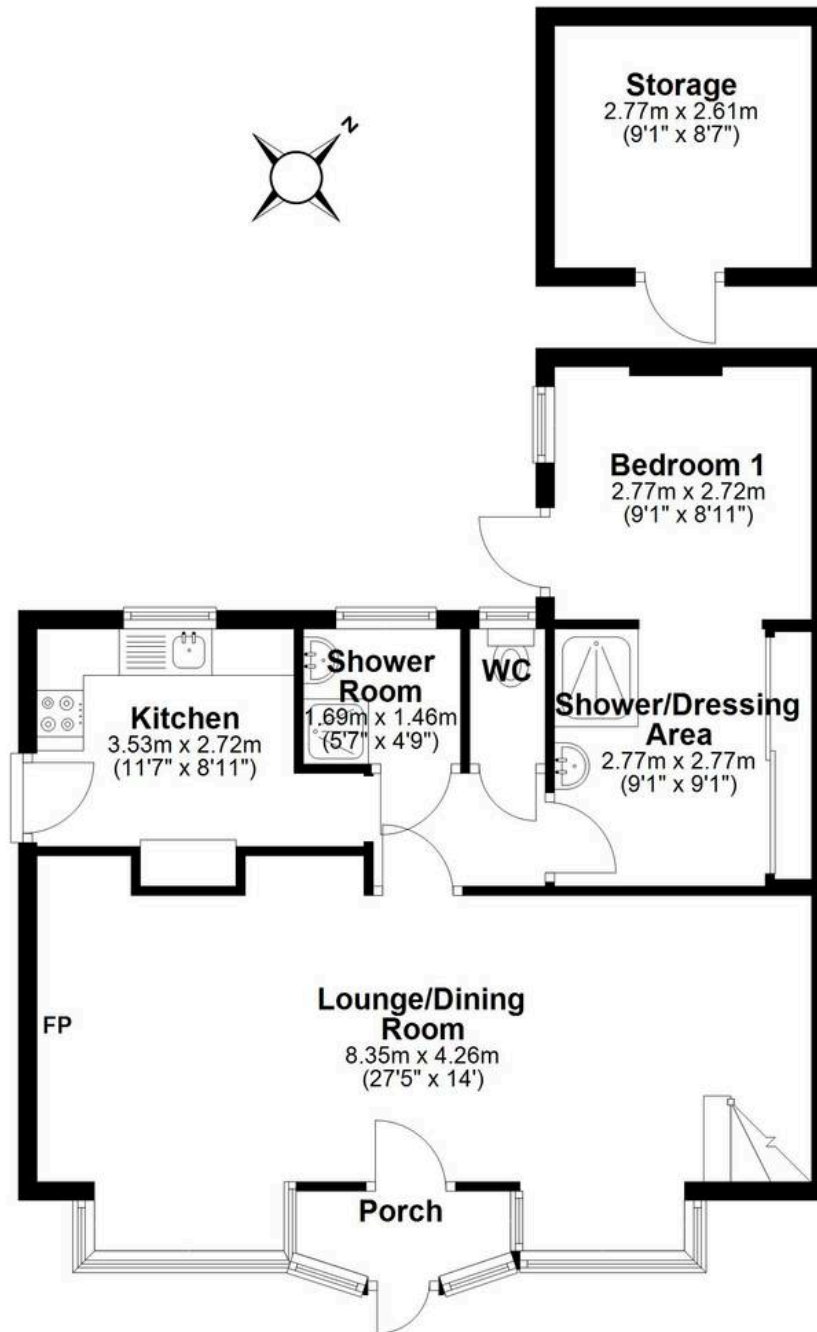 Storage
2.77m x 2.61m
(9'1" x 8'7")
N
Bedroom 1
2.77m x 2.72m
(9'1" x 8'11")
Kitchen
3.53m x 2.72m
(11'7" x 8'11")
Shower
Room
1.69m x 1.46m
(5'7" x 4'9")
WC
Shower/Dressing
Area
2.77m x 2.77m
(9'1" x 9'1")
FP
Lounge/Dining
Room
8.35m x 4.26m
(27'5" x 14')
Porch